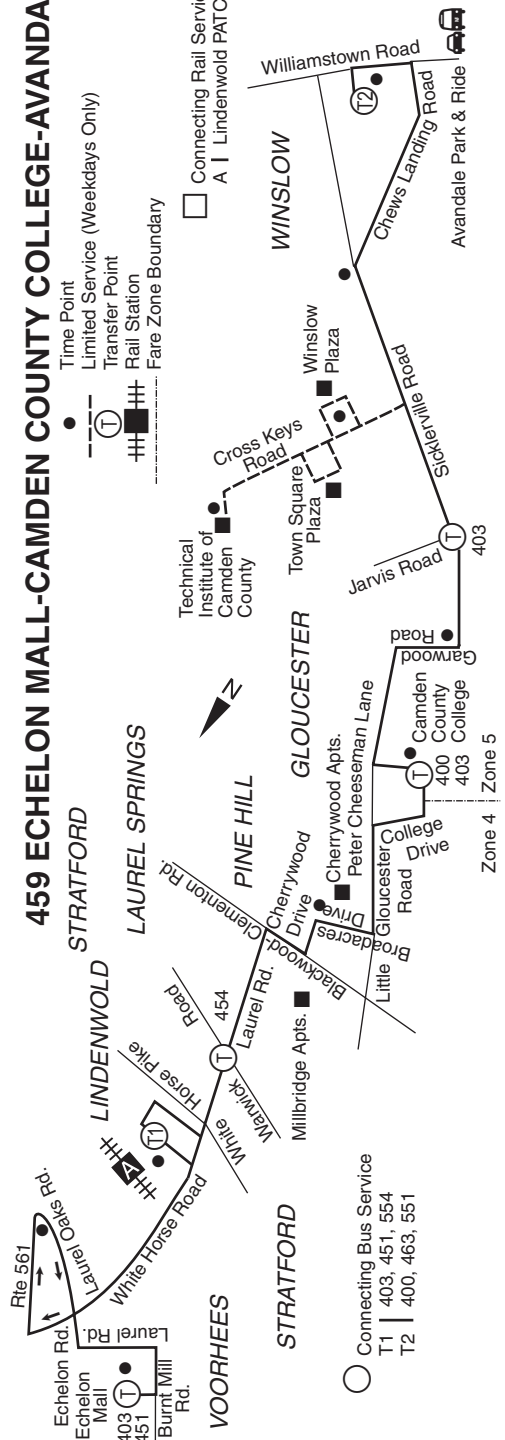 459 ECHELON MALL-CAMDEN COUNTY COLLEGE-AVANDA
Time Point
Limited Service (Weekdays Only)
T
Transfer Point
Rail Station
Fare Zone Boundary
Connecting Rail Servi
A
Lindenwold PATC
Rte 561
Laurel Oaks Rd.
Echelon Rd.
Echelon
Mall
403
451
T
Laurel Rd.
Burnt Mill
Rd.
VOORHEES
White Horse Road
A
T1
LINDENWOLD
STRATFORD
White
Horse Pike
Warwick
Road
T
454
Laurel Rd.
STRATFORD
LAUREL SPRINGS
Millbridge Apts.
Blackwood-Clementon Rd.
PINE HILL
Cherrywood
Drive
Broadacres
Drive
Cherrywood Apts.
Peter Cheeseman Lane
Little Gloucester
Road
College
Drive
T
400
403
Camden
County
College
Zone 4
Zone 5
GLOUCESTER
N
Garwood
Road
Jarvis Road
T
403
Technical
Institute of
Camden
County
Cross Keys
Road
Town Square
Plaza
Winslow
Plaza
Sicklerville Road
WINSLOW
Williamstown Road
T2
Chews Landing Road
Avandale Park & Ride
Connecting Bus Service
T1
403, 451, 554
T2
400, 463, 551